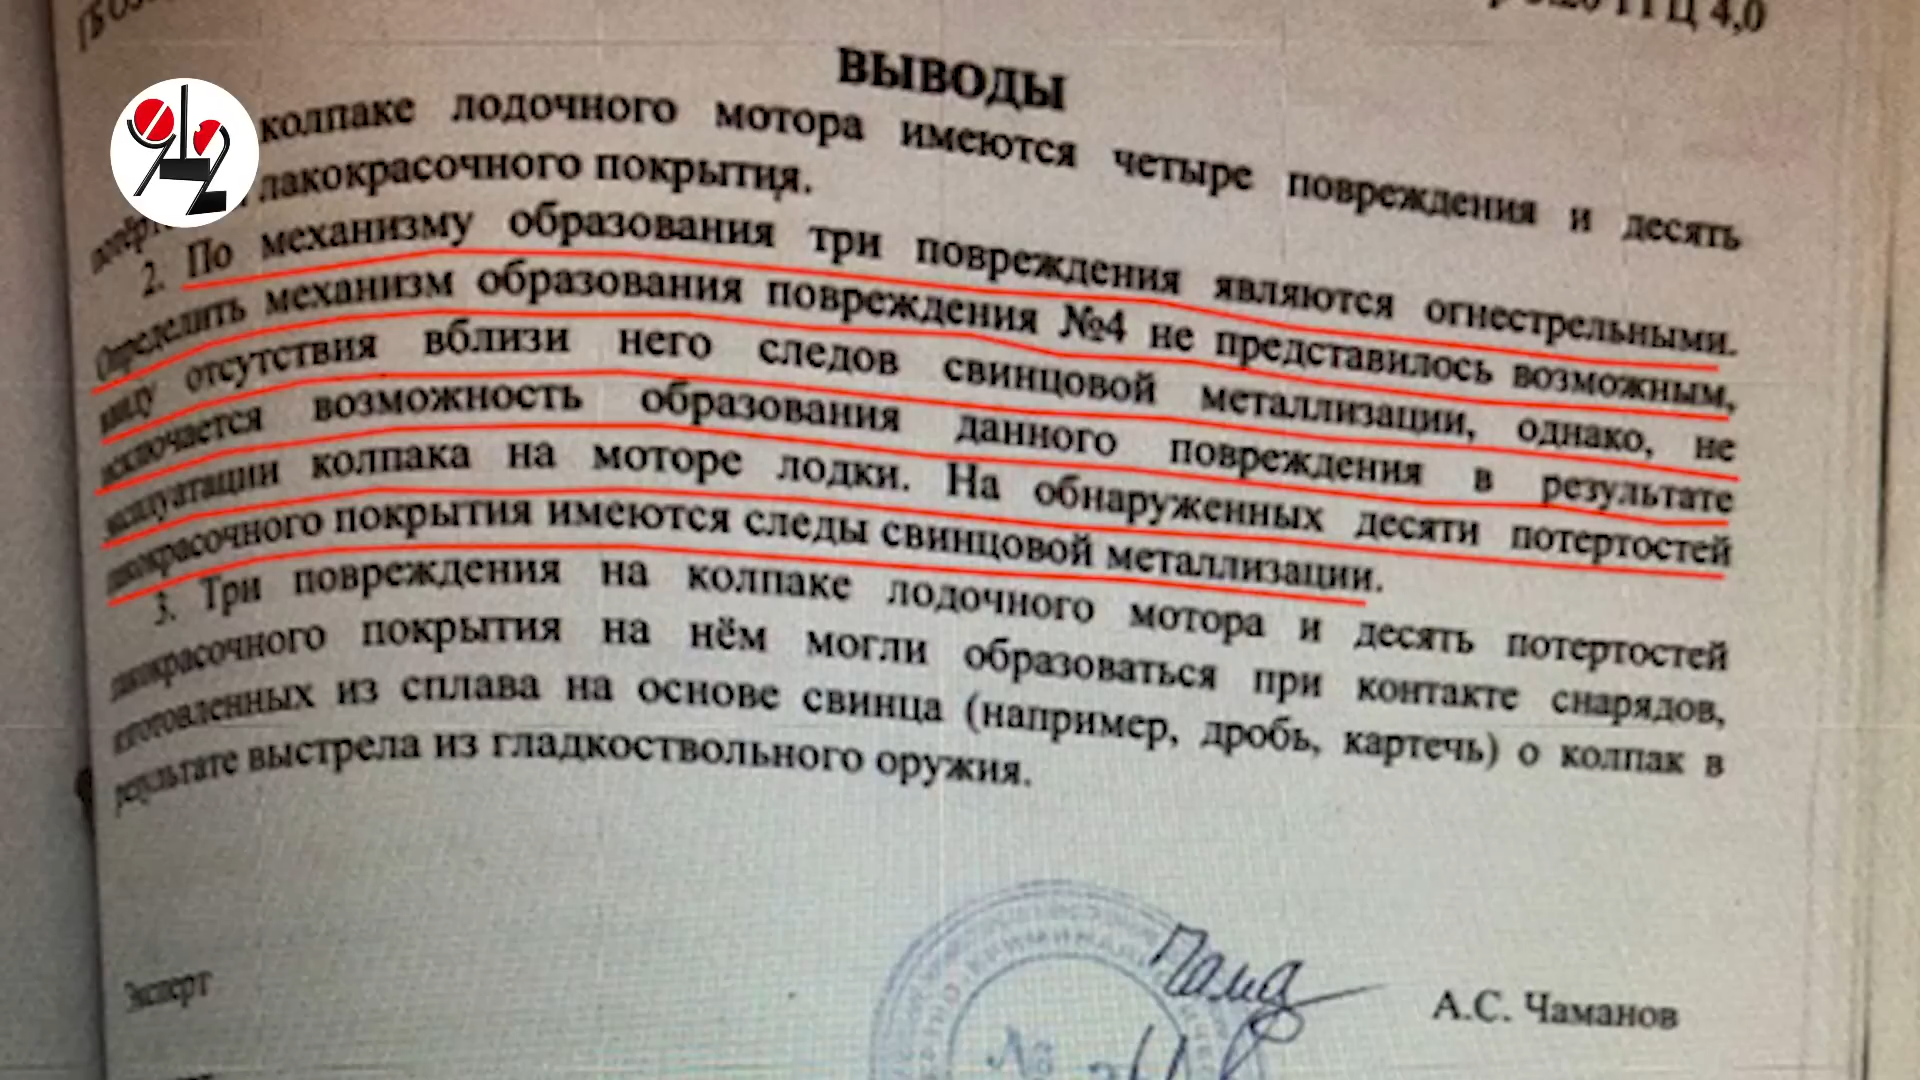 4,0
ВЫВОДЫ
колпаке лодочного мотора имеются четыре повреждения и десять
лакокрасочного покрытия.
2. По механизму образования три повреждения являются огнестрельными.
Определить механизм образования повреждения №4 не представилось возможным,
ввиду отсутствия вблизи него следов свинцовой металлизации, однако, не
исключается возможность образования данного повреждения в результате
эксплуатации колпака на моторе лодки. На обнаруженных десяти потертостей
лакокрасочного покрытия имеются следы свинцовой металлизации.
3. Три повреждения на колпаке лодочного мотора и десять потертостей
лакокрасочного покрытия на нём могли образоваться при контакте снарядов,
изготовленных из сплава на основе свинца (например, дробь, картечь) о колпак в
результате выстрела из гладкоствольного оружия.
Эксперт
А.С. Чаманов
№